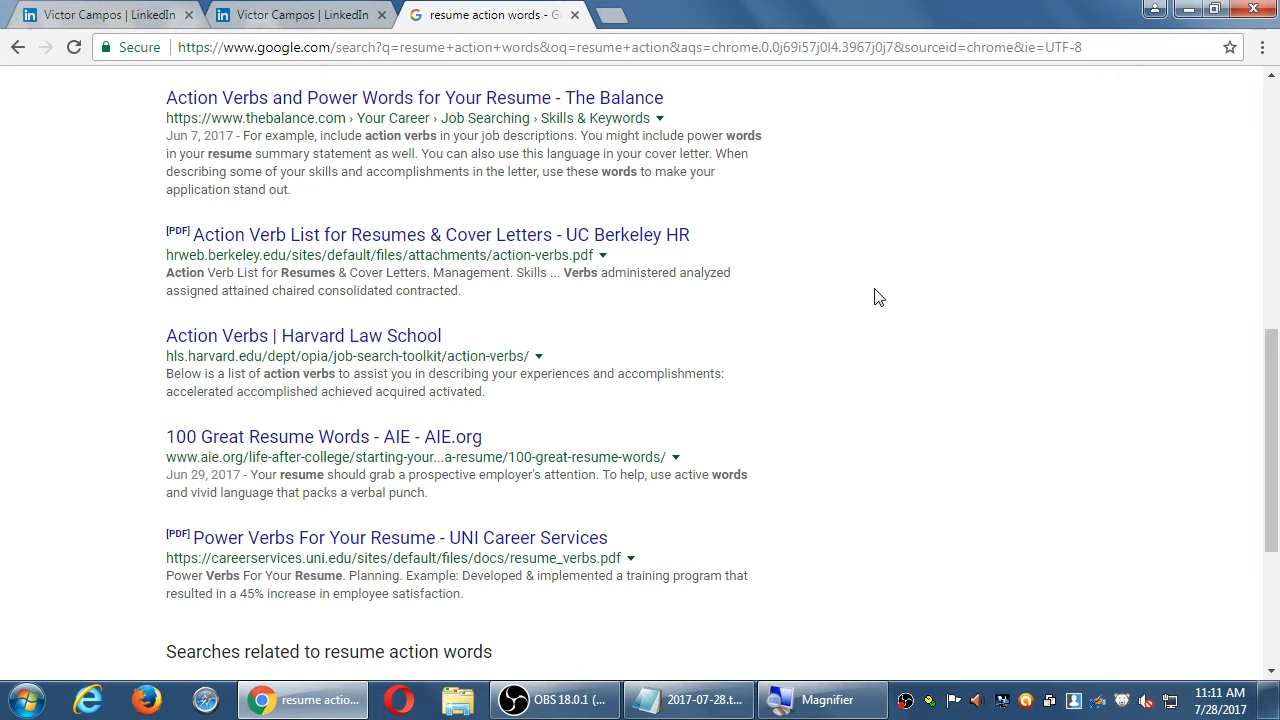 Victor Campos | LinkedIn
Victor Campos | LinkedIn
resume action words - G
Secure
https://www.google.com/search?q=resume+action+words&oq=resume+action&aqs=chrome.0.0j69i57j0l4.3967j0j7&sourceid=chrome&ie=UTF-8
Action Verbs and Power Words for Your Resume - The Balance
https://www.thebalance.com › Your Career › Job Searching › Skills & Keywords
Jun 7, 2017 - For example, include action verbs in your job descriptions. You might include power words
in your resume summary statement as well. You can also use this language in your cover letter. When
describing some of your skills and accomplishments in the letter, use these words to make your
application stand out.
[PDF] Action Verb List for Resumes & Cover Letters - UC Berkeley HR
hrweb.berkeley.edu/sites/default/files/attachments/action-verbs.pdf
Action Verb List for Resumes & Cover Letters. Management. Skills ... Verbs administered analyzed
assigned attained chaired consolidated contracted.
Action Verbs | Harvard Law School
hls.harvard.edu/dept/opia/job-search-toolkit/action-verbs/
Below is a list of action verbs to assist you in describing your experiences and accomplishments:
accelerated accomplished achieved acquired activated.
100 Great Resume Words - AIE - AIE.org
www.aie.org/life-after-college/starting-your...a-resume/100-great-resume-words/
Jun 29, 2017 - Your resume should grab a prospective employer's attention. To help, use active words
and vivid language that packs a verbal punch.
[PDF] Power Verbs For Your Resume - UNI Career Services
https://careerservices.uni.edu/sites/default/files/docs/resume_verbs.pdf
Power Verbs For Your Resume. Planning. Example: Developed & implemented a training program that
resulted in a 45% increase in employee satisfaction.
Searches related to resume action words
resume actio...
OBS 18.0.1 (...
2017-07-28.t...
Magnifier
11:11 AM
7/28/2017